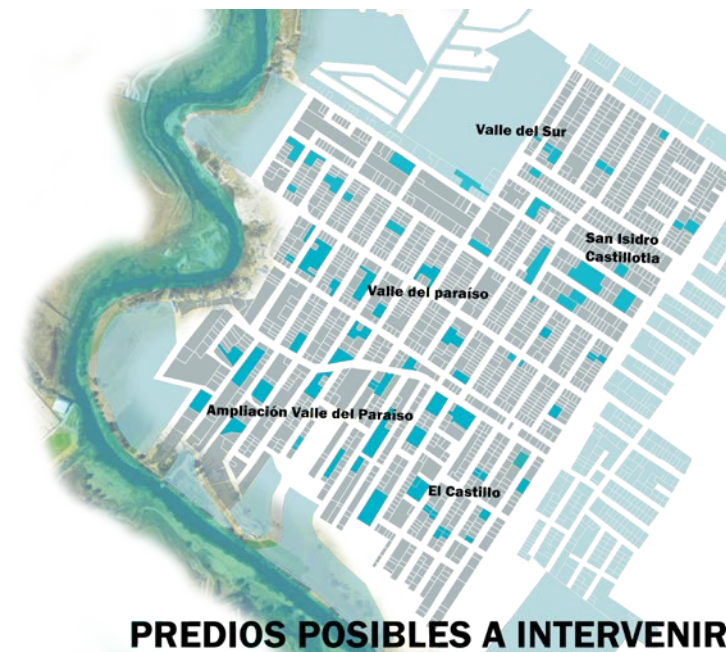 Valle del Sur
San Isidro
Castillotla
Valle del paraíso
Ampliación Valle del Paraíso
El Castillo
PREDIOS POSIBLES A INTERVENIR